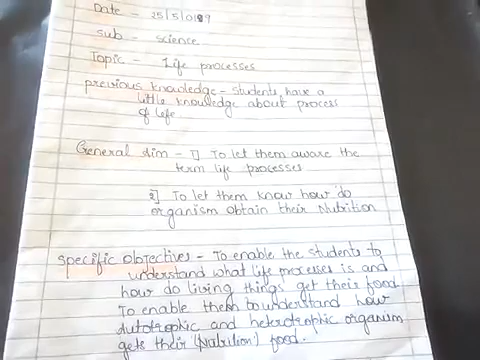 Date - 25/5/019
Sub - science
Topic - Life processes
previous knowledge - students have a
little knowledge about process
of life
General Aim - 1] To let them aware the
term life processes
2] To let them know how do
organism obtain their Nutrition
specific objectives - To enable the students to
understand what life processes is and
how do living things get their food
To enable them to understand how
Autotrophic and heterotrophic organism
gets their (Nutrition) food.